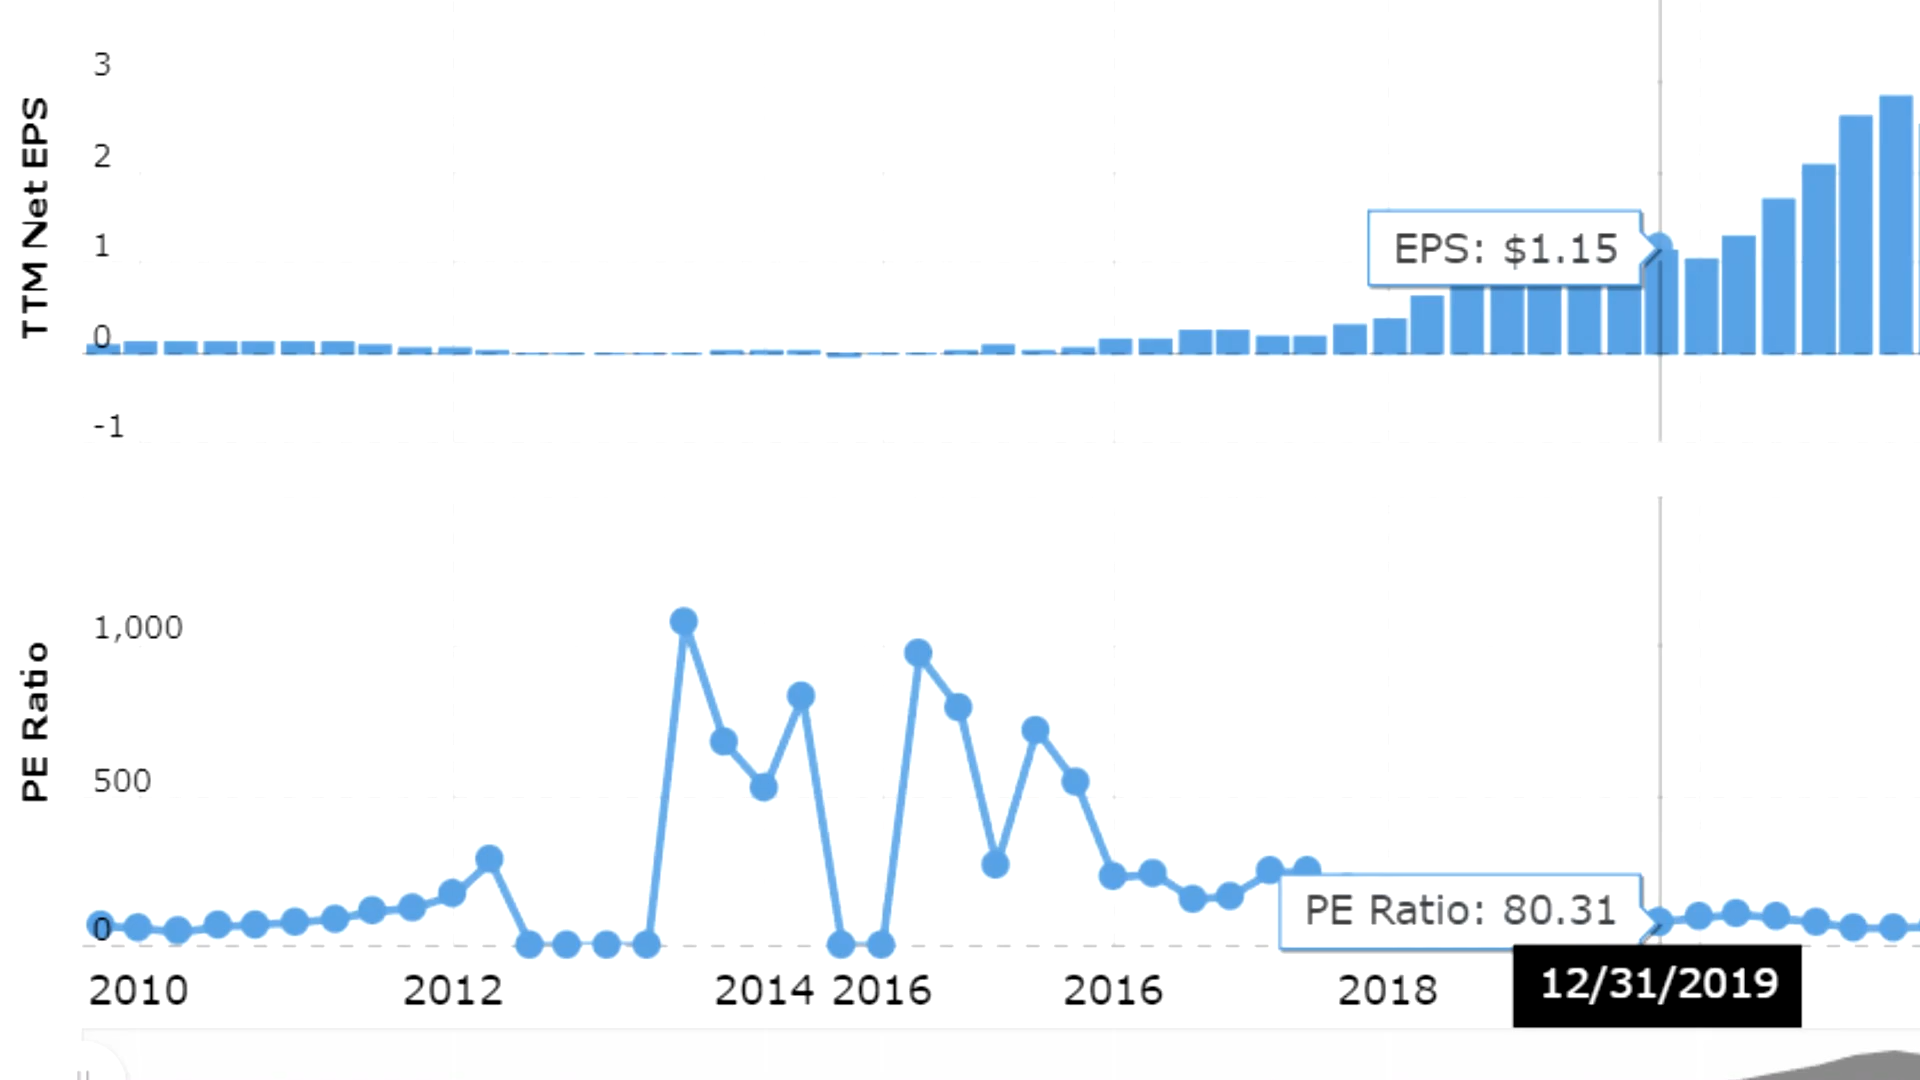 TTM Net EPS
3
2
1
0
-1
EPS: $1.15
PE Ratio
1,000
500
0
PE Ratio: 80.31
2010 2012 2014 2016 2016 2018 12/31/2019